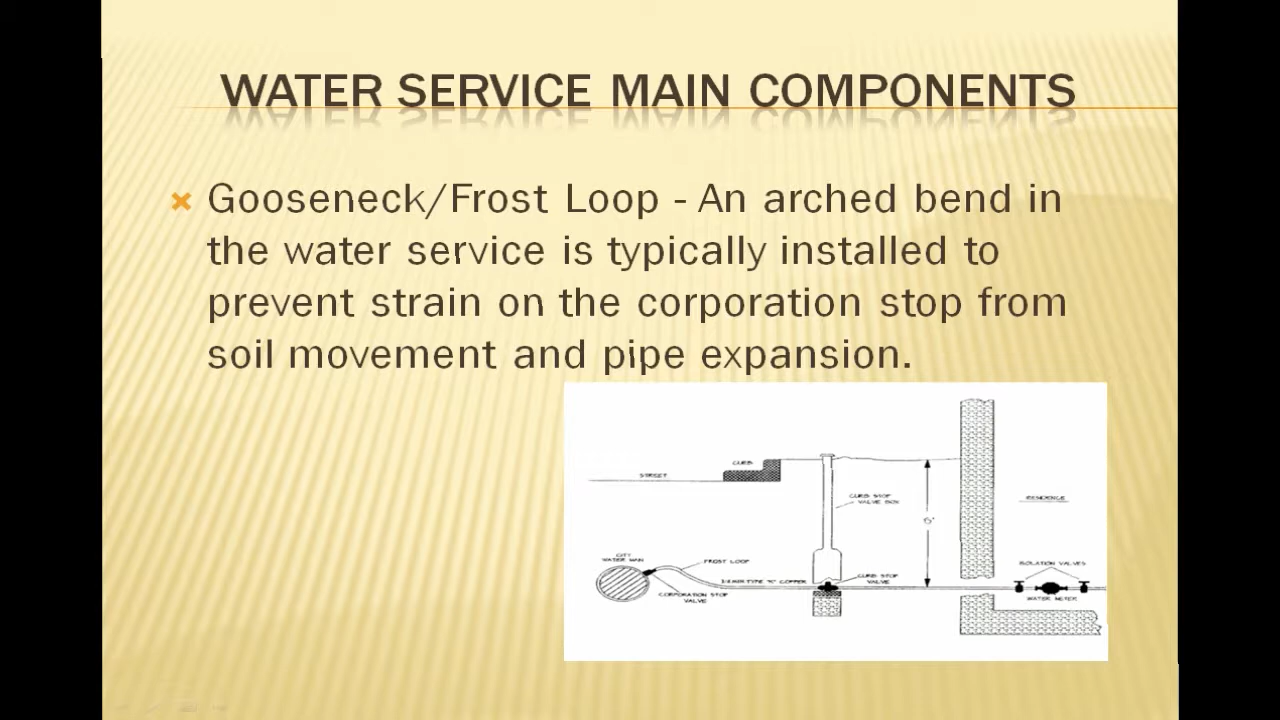 WATER SERVICE MAIN COMPONENTS
Gooseneck/Frost Loop - An arched bend in
the water service is typically installed to
prevent strain on the corporation stop from
soil movement and pipe expansion.
CURB
STREET
CURB STOP
VALVE BOX
RESIDENCE
CITY
WATER MAIN
FROST LOOP
CORPORATION STOP
VALVE
TYPE "K" COPPER
CURB STOP
VALVE
ISOLATION VALVES
WATER METER